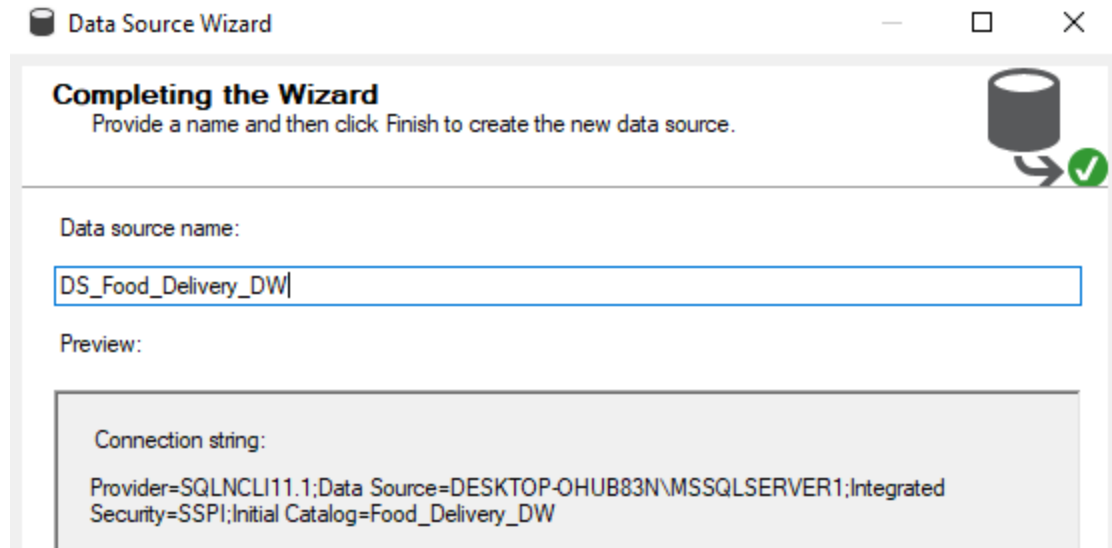 Data Source Wizard
Completing the Wizard
Provide a name and then click Finish to create the new data source.
Data source name:
DS_Food_Delivery_DW
Preview:
Connection string:
Provider=SQLNCLI11.1;Data Source=DESKTOP-OHUB83N\MSSQLSERVER1;Integrated
Security=SSPI;Initial Catalog=Food_Delivery_DW